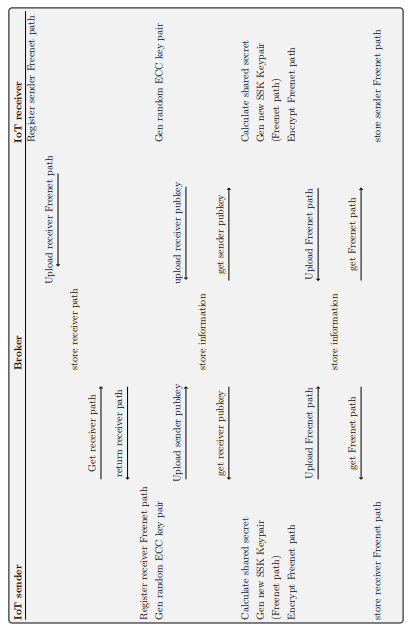 IoT sender Broker IoT receiver
Register sender Freenet path
Upload receiver Freenet path
store receiver path
Get receiver path
return receiver path
Register receiver Freenet path
Gen random ECC key pair Gen random ECC key pair
Upload sender pubkey upload receiver pubkey
store information
get receiver pubkey get sender pubkey
Calculate shared secret Calculate shared secret
Gen new SSK Keypair Gen new SSK Keypair
(Freenet path) (Freenet path)
Encrypt Freenet path Encrypt Freenet path
Upload Freenet path Upload Freenet path
store information
get Freenet path get Freenet path
store receiver Freenet path store sender Freenet path